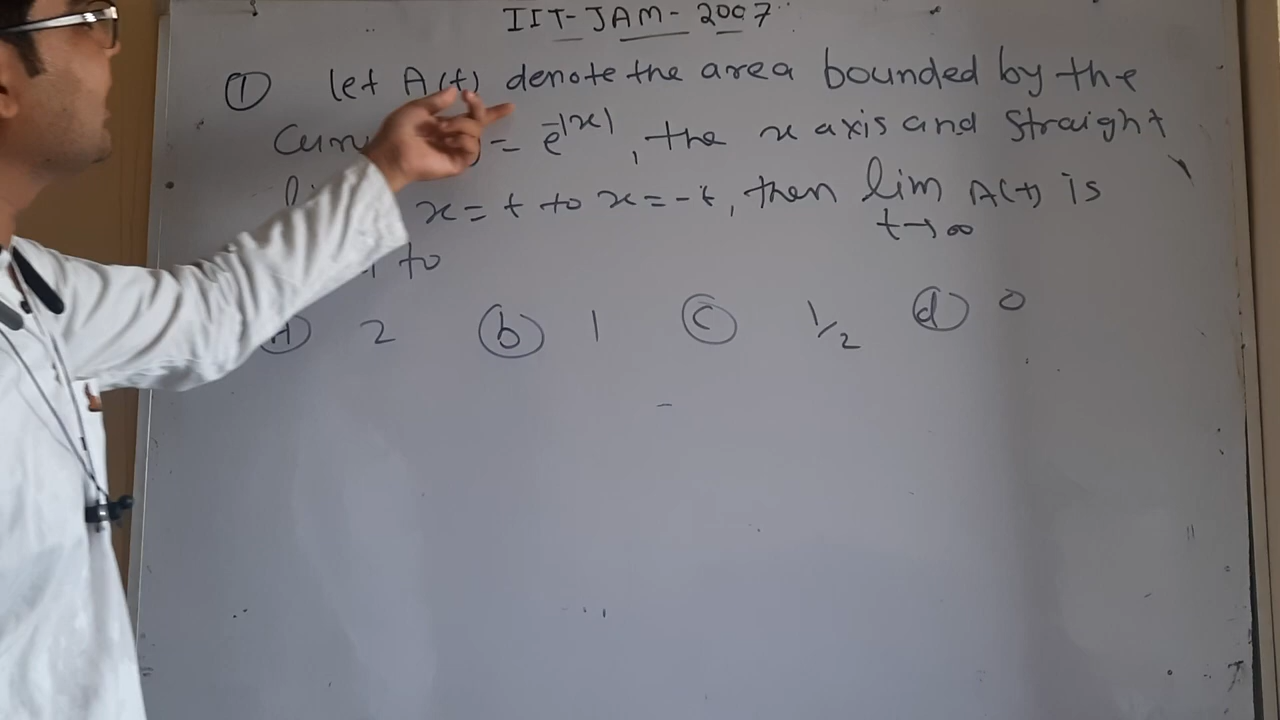 IIT-JAM-2007
① let A(t) denote the area bounded by the
= e^{-|x|}, the x axis and straight
x = t to x = -t, then lim A(t) is
t→∞
to
2 ⓑ 1 ⓒ 1/2 ⓓ 0